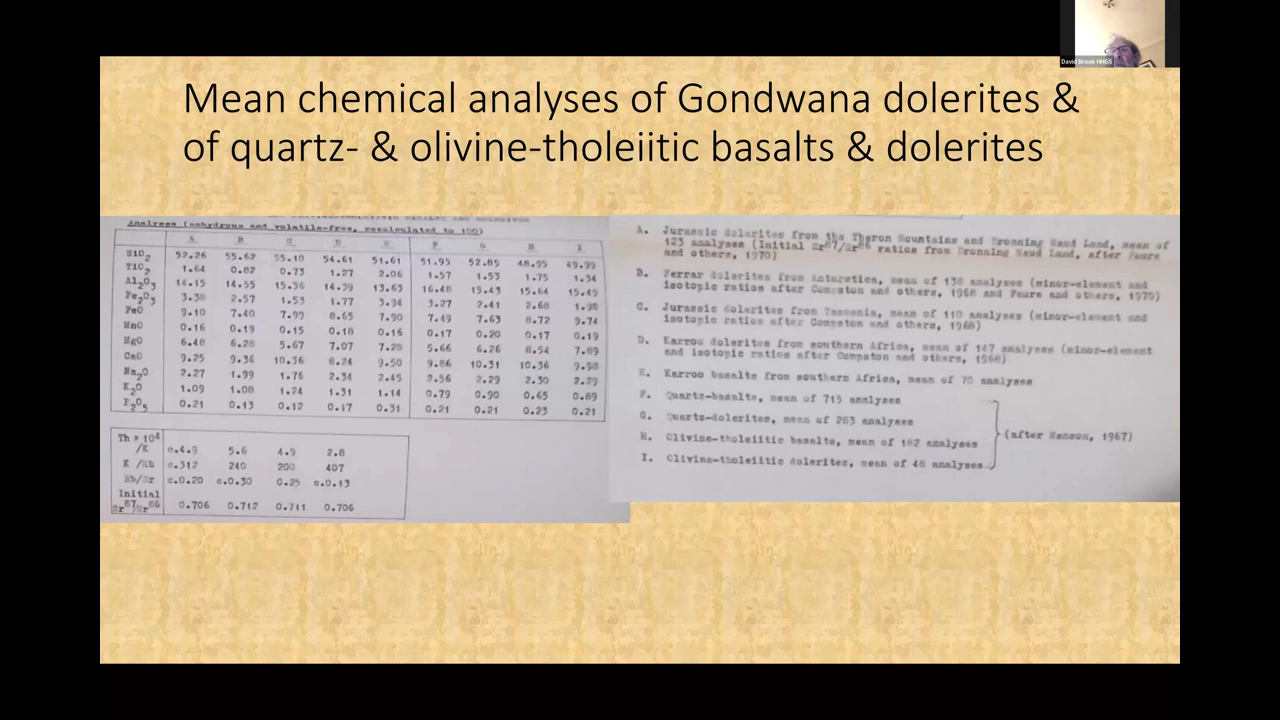 David Brook HHGS
Mean chemical analyses of Gondwana dolerites &
of quartz- & olivine-tholeiitic basalts & dolerites
Analyses (anhydrous and volatile-free, recalculated to 100)
A B C D E F G H I
SiO2 52.26 55.62 55.10 54.61 51.61 51.95 52.85 48.95 49.99
TiO2 1.64 0.82 0.73 1.27 2.06 1.57 1.53 1.75 1.34
Al2O3 14.15 14.55 15.36 14.39 13.63 16.48 15.43 15.64 15.49
Fe2O3 3.38 2.57 1.53 1.77 3.94 3.27 2.41 2.68 1.98
FeO 9.10 7.40 7.99 8.65 7.90 7.49 7.63 8.72 9.74
MnO 0.16 0.19 0.15 0.18 0.16 0.17 0.20 0.17 0.19
MgO 6.48 6.28 5.67 7.07 7.28 5.66 6.26 8.54 7.89
CaO 9.25 9.36 10.36 8.24 9.50 9.86 10.31 10.36 9.98
Na2O 2.27 1.99 1.76 2.34 2.45 2.56 2.29 2.30 2.29
K2O 1.09 1.08 1.24 1.31 1.14 0.79 0.90 0.65 0.69
P2O5 0.21 0.13 0.12 0.17 0.31 0.21 0.21 0.23 0.21
Th × 104
/K c.4.9 5.6 4.9 2.8
K /Rb c.312 240 200 407
Rb/Sr c.0.20 c.0.30 0.25 c.0.13
Initial
Sr87/Sr86 0.706 0.712 0.711 0.706
A. Jurassic dolerites from the Theron Mountains and Dronning Maud Land, mean of
123 analyses (Initial Sr87/Sr86 ratios from Dronning Maud Land, after Faure
and others, 1970)
B. Ferrar dolerites from Antarctica, mean of 138 analyses (minor-element and
isotopic ratios after Compston and others, 1968 and Faure and others, 1970)
C. Jurassic dolerites from Tasmania, mean of 110 analyses (minor-element and
isotopic ratios after Compston and others, 1968)
D. Karroo dolerites from southern Africa, mean of 147 analyses (minor-element
and isotopic ratios after Compston and others, 1968)
E. Karroo basalts from southern Africa, mean of 70 analyses
F. Quartz-basalts, mean of 715 analyses
G. Quartz-dolerites, mean of 283 analyses
H. Olivine-tholeiitic basalts, mean of 182 analyses
I. Olivine-tholeiitic dolerites, mean of 48 analyses
(after Manson, 1967)